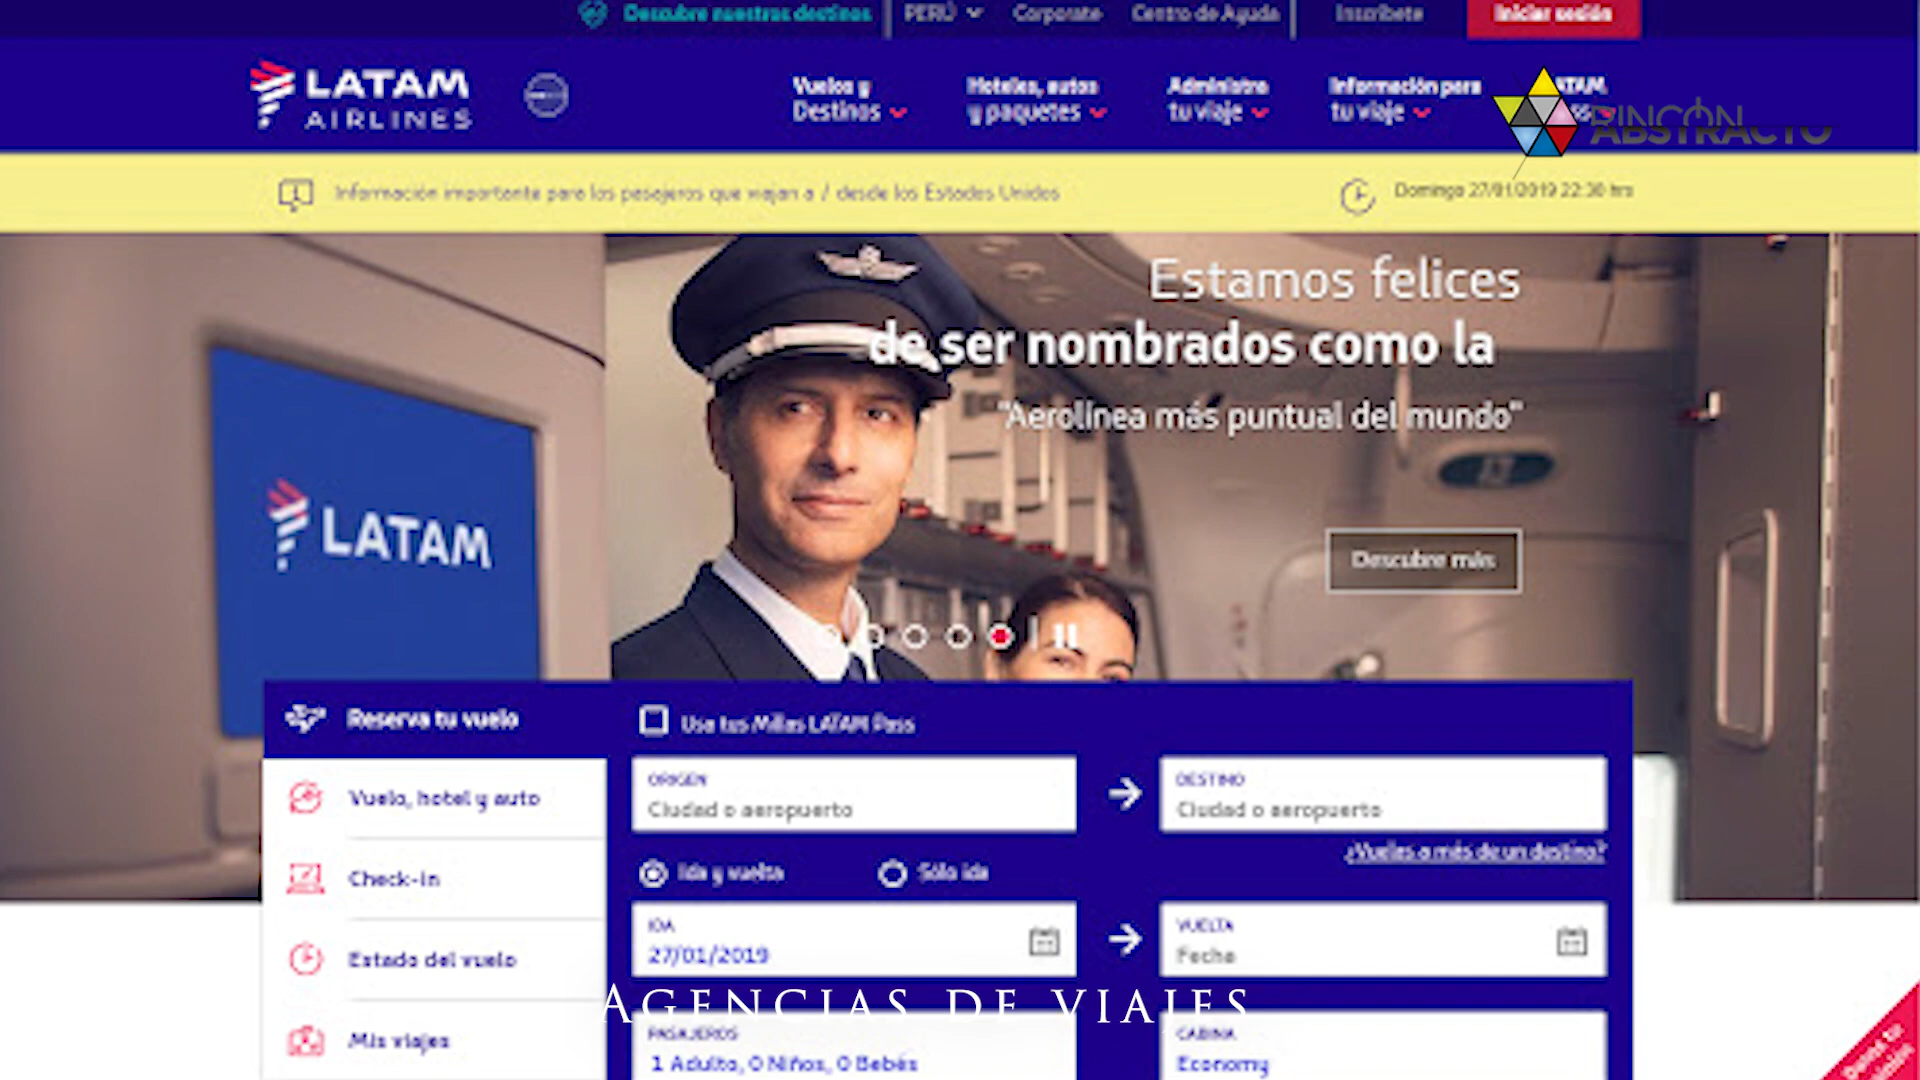 Descubre nuestros destinos
PERÚ
Corporate
Centro de Ayuda
Inscríbete
Iniciar sesión
LATAM
AIRLINES
Vuelos y
Destinos
Hoteles, autos
y paquetes
Administra
tu viaje
Información para
tu viaje
RINCON
ABSTRACTO
Información importante para los pasajeros que viajan a / desde los Estados Unidos
Domingo 27/01/2019 22:30 hrs
Estamos felices
de ser nombrados como la
"Aerolínea más puntual del mundo"
Descubre más
LATAM
Reserva tu vuelo
Usa tus Millas LATAM Pass
Vuelo, hotel y auto
ORIGEN
Ciudad o aeropuerto
DESTINO
Ciudad o aeropuerto
¿Vuelas a más de un destino?
Check-in
Ida y vuelta
Sólo ida
IDA
27/01/2019
VUELTA
Fecha
Estado del vuelo
AGENCIAS DE VIAJES
Mis viajes
PASAJEROS
1 Adulto, 0 Niños, 0 Bebés
CABINA
Economy